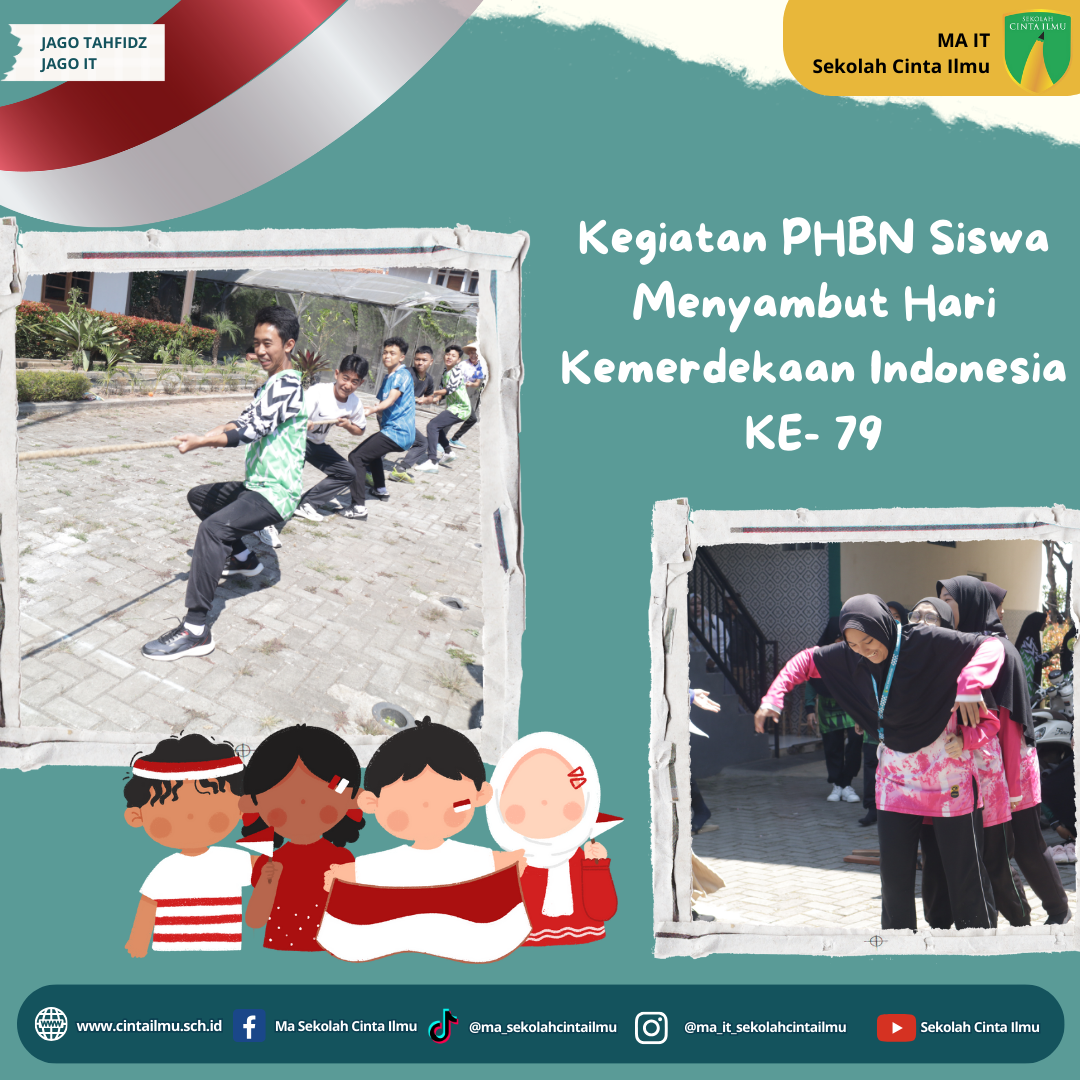 JAGO TAHFIDZ
JAGO IT
MA IT
Sekolah Cinta Ilmu
SEKOLAH
CINTA ILMU
Kegiatan PHBN Siswa
Menyambut Hari
Kemerdekaan Indonesia
KE- 79
WWW
www.cintailmu.sch.id
Ma Sekolah Cinta Ilmu
@ma_sekolahcintailmu
@ma_it_sekolahcintailmu
Sekolah Cinta Ilmu